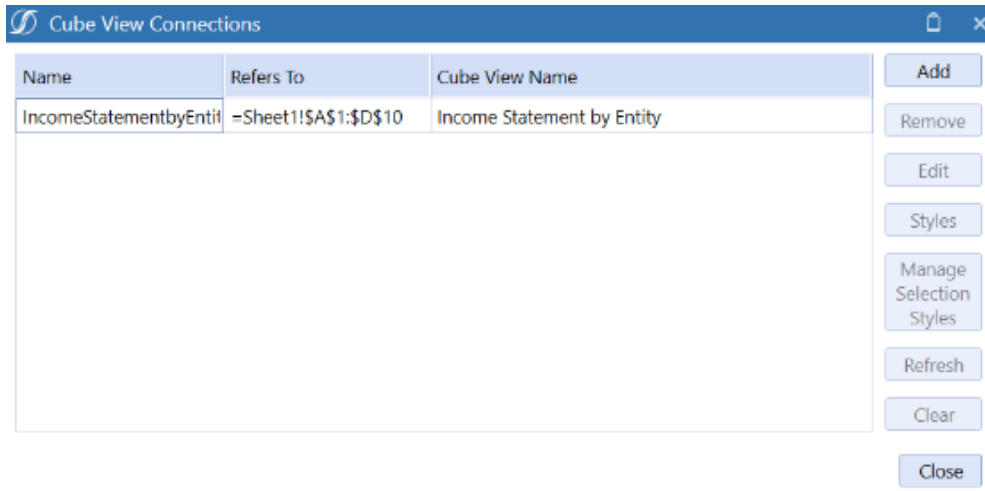 Cube View Connections
Name Refers To Cube View Name
IncomeStatementbyEntit =Sheet1!$A$1:$D$10 Income Statement by Entity
Add
Remove
Edit
Styles
Manage
Selection
Styles
Refresh
Clear
Close